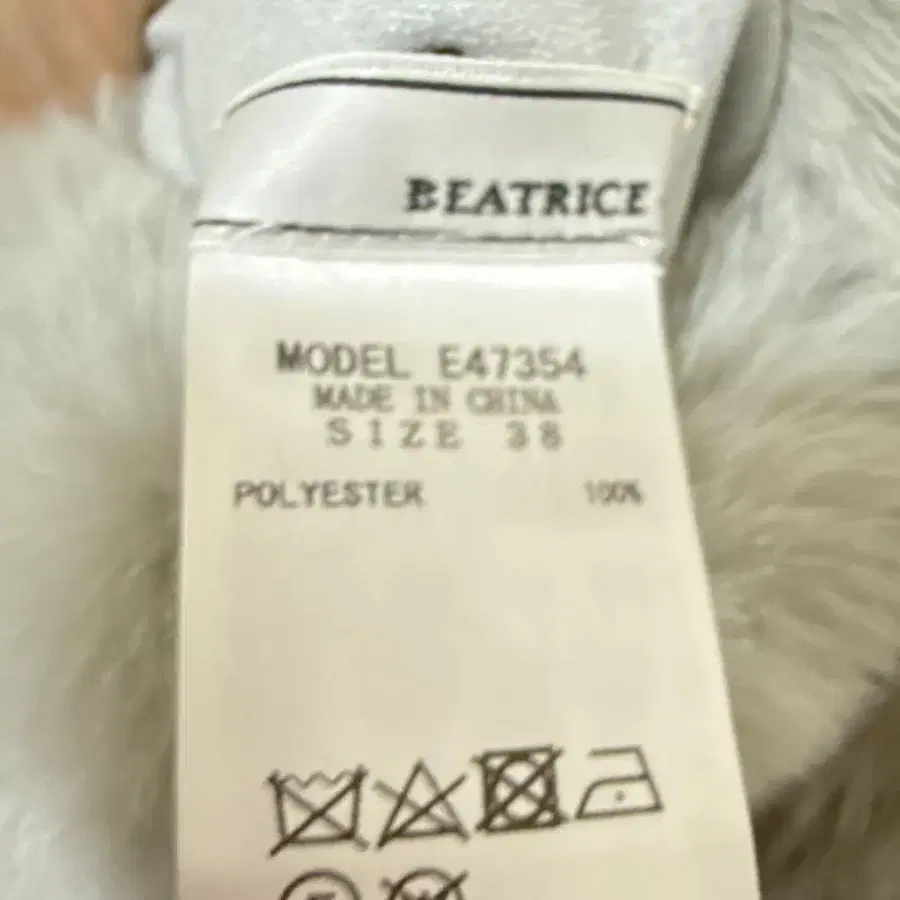 BEATRICE
MODEL E47354
MADE IN CHINA
SIZE 38
POLYESTER 100%